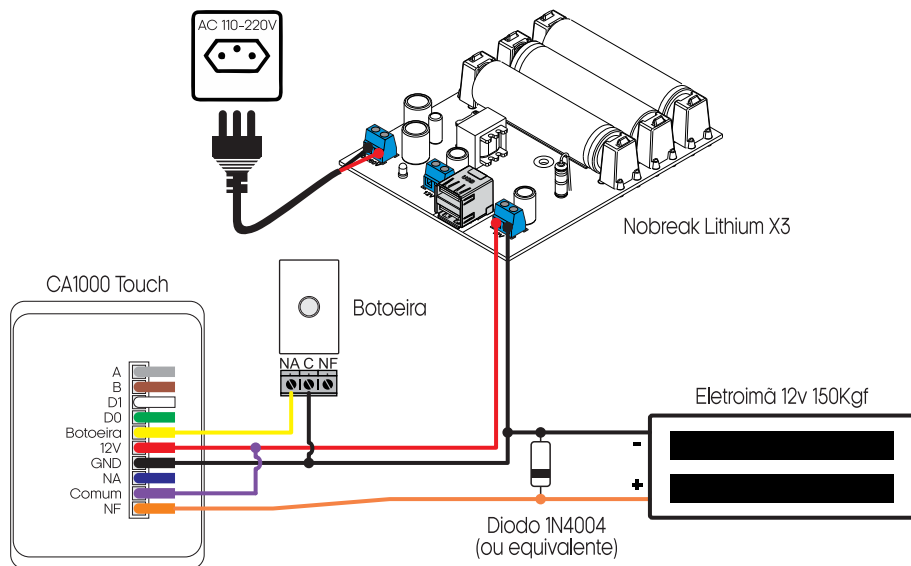 AC 110-220V
Nobreak Lithium X3
CA1000 Touch
Botoeira
NA C NF
A
B
D1
D0
Botoeira
12V
GND
NA
Comum
NF
Eletroimã 12v 150Kgf
-
+
Diodo 1N4004
(ou equivalente)